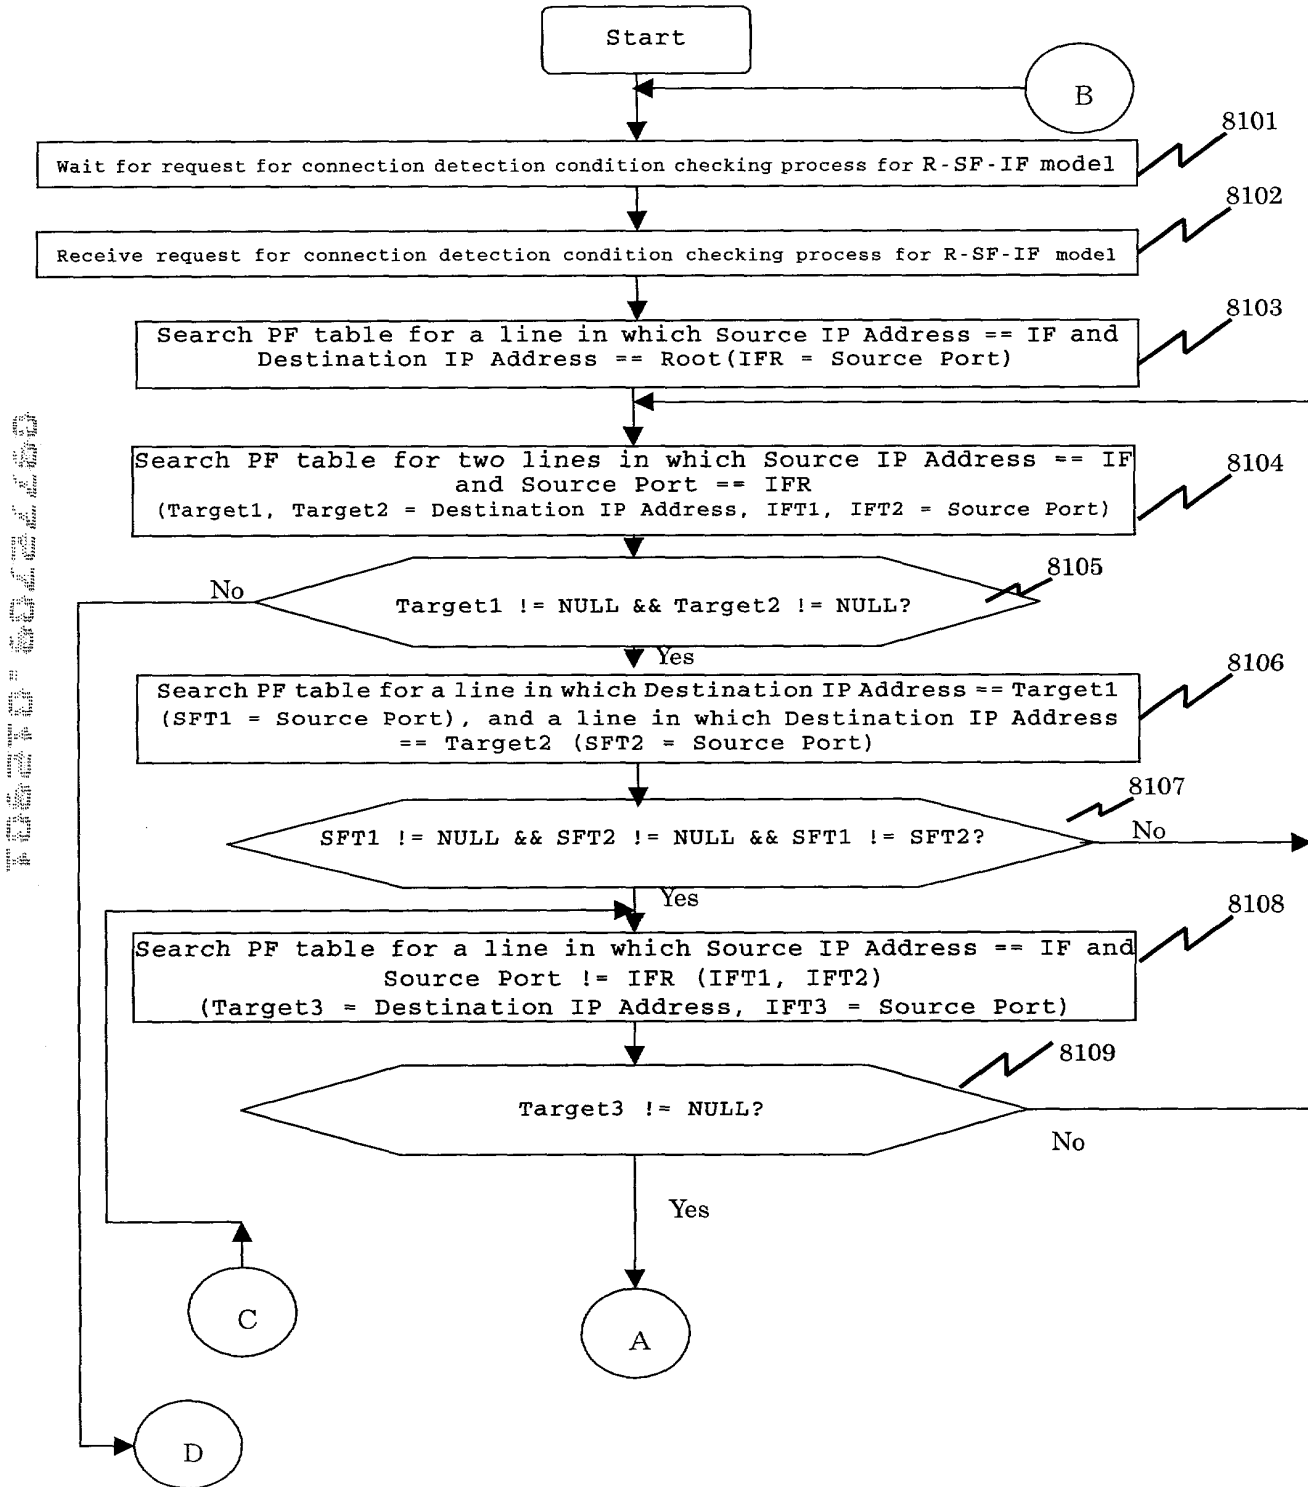 Start
B
8101
Wait for request for connection detection condition checking process for R-SF-IF model
8102
Receive request for connection detection condition checking process for R-SF-IF model
8103
Search PF table for a line in which Source IP Address == IF and
Destination IP Address == Root(IFR = Source Port)
Search PF table for two lines in which Source IP Address == IF
and Source Port == IFR
(Target1, Target2 = Destination IP Address, IFT1, IFT2 = Source Port)
8104
8105
No
Target1 != NULL && Target2 != NULL?
Yes
8106
Search PF table for a line in which Destination IP Address == Target1
(SFT1 = Source Port), and a line in which Destination IP Address
== Target2 (SFT2 = Source Port)
8107
SFT1 != NULL && SFT2 != NULL && SFT1 != SFT2?
No
Yes
8108
Search PF table for a line in which Source IP Address == IF and
Source Port != IFR (IFT1, IFT2)
(Target3 = Destination IP Address, IFT3 = Source Port)
8109
Target3 != NULL?
No
Yes
C
A
D